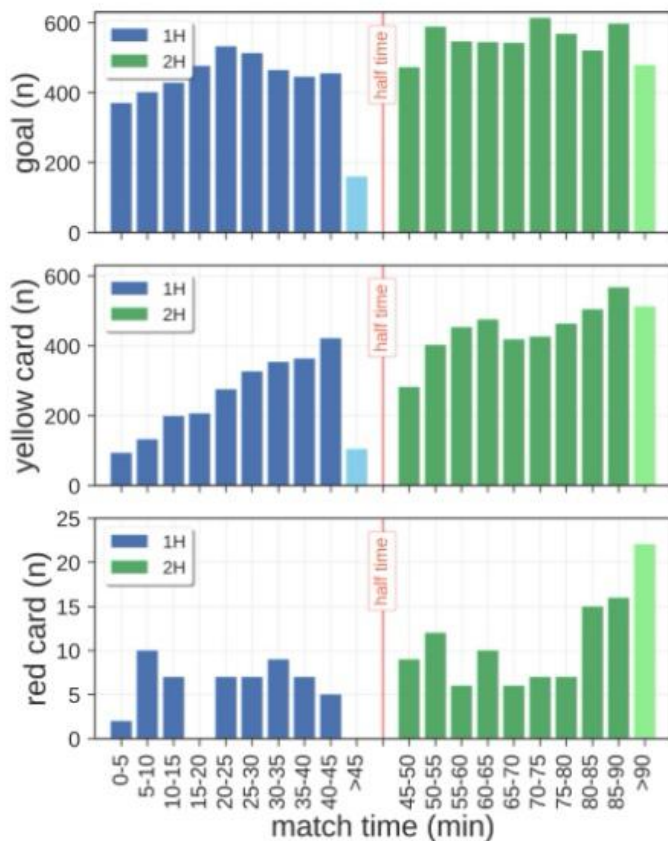 600
400
200
0
goal (n)
1H
2H
half time
600
400
200
0
yellow card (n)
1H
2H
half time
25
20
15
10
5
0
red card (n)
1H
2H
half time
0-5
5-10
10-15
15-20
20-25
25-30
30-35
35-40
40-45
>45
45-50
50-55
55-60
60-65
65-70
70-75
75-80
80-85
85-90
>90
match time (min)